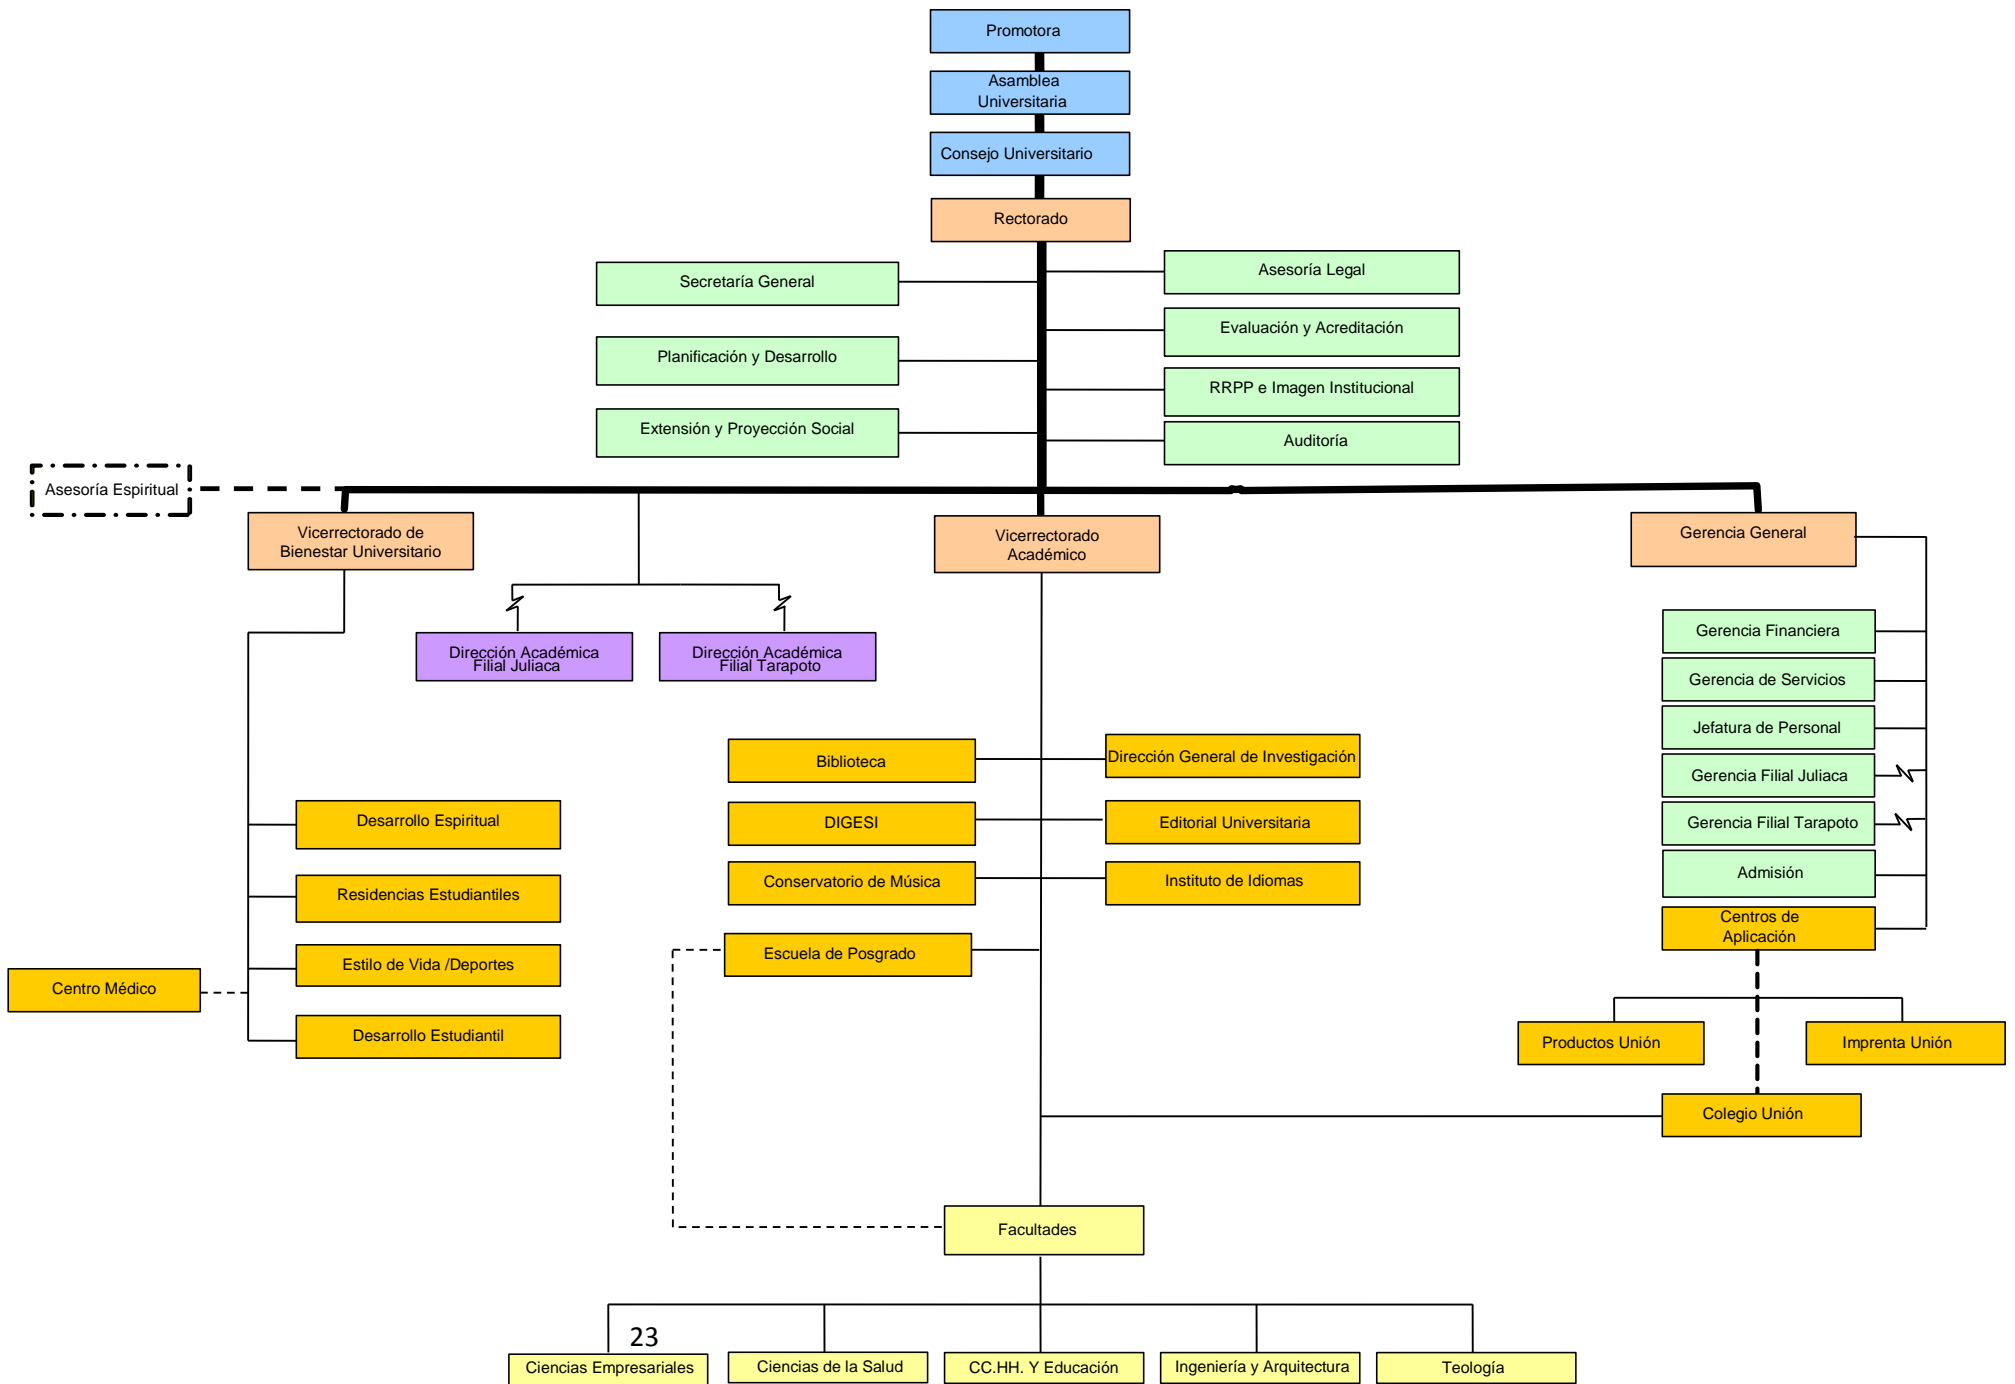 Promotora
Asamblea
Universitaria
Consejo Universitario
Rectorado
Secretaría General
Asesoría Legal
Planificación y Desarrollo
Evaluación y Acreditación
RRPP e Imagen Institucional
Extensión y Proyección Social
Auditoría
Asesoría Espiritual
Vicerrectorado de
Bienestar Universitario
Vicerrectorado
Académico
Gerencia General
Dirección Académica
Filial Juliaca
Dirección Académica
Filial Tarapoto
Gerencia Financiera
Gerencia de Servicios
Jefatura de Personal
Gerencia Filial Juliaca
Gerencia Filial Tarapoto
Admisión
Centros de
Aplicación
Biblioteca
Dirección General de Investigación
DIGESI
Editorial Universitaria
Conservatorio de Música
Instituto de Idiomas
Escuela de Posgrado
Desarrollo Espiritual
Residencias Estudiantiles
Estilo de Vida /Deportes
Centro Médico
Desarrollo Estudiantil
Productos Unión
Imprenta Unión
Colegio Unión
Facultades
23
Ciencias Empresariales
Ciencias de la Salud
CC.HH. Y Educación
Ingeniería y Arquitectura
Teología